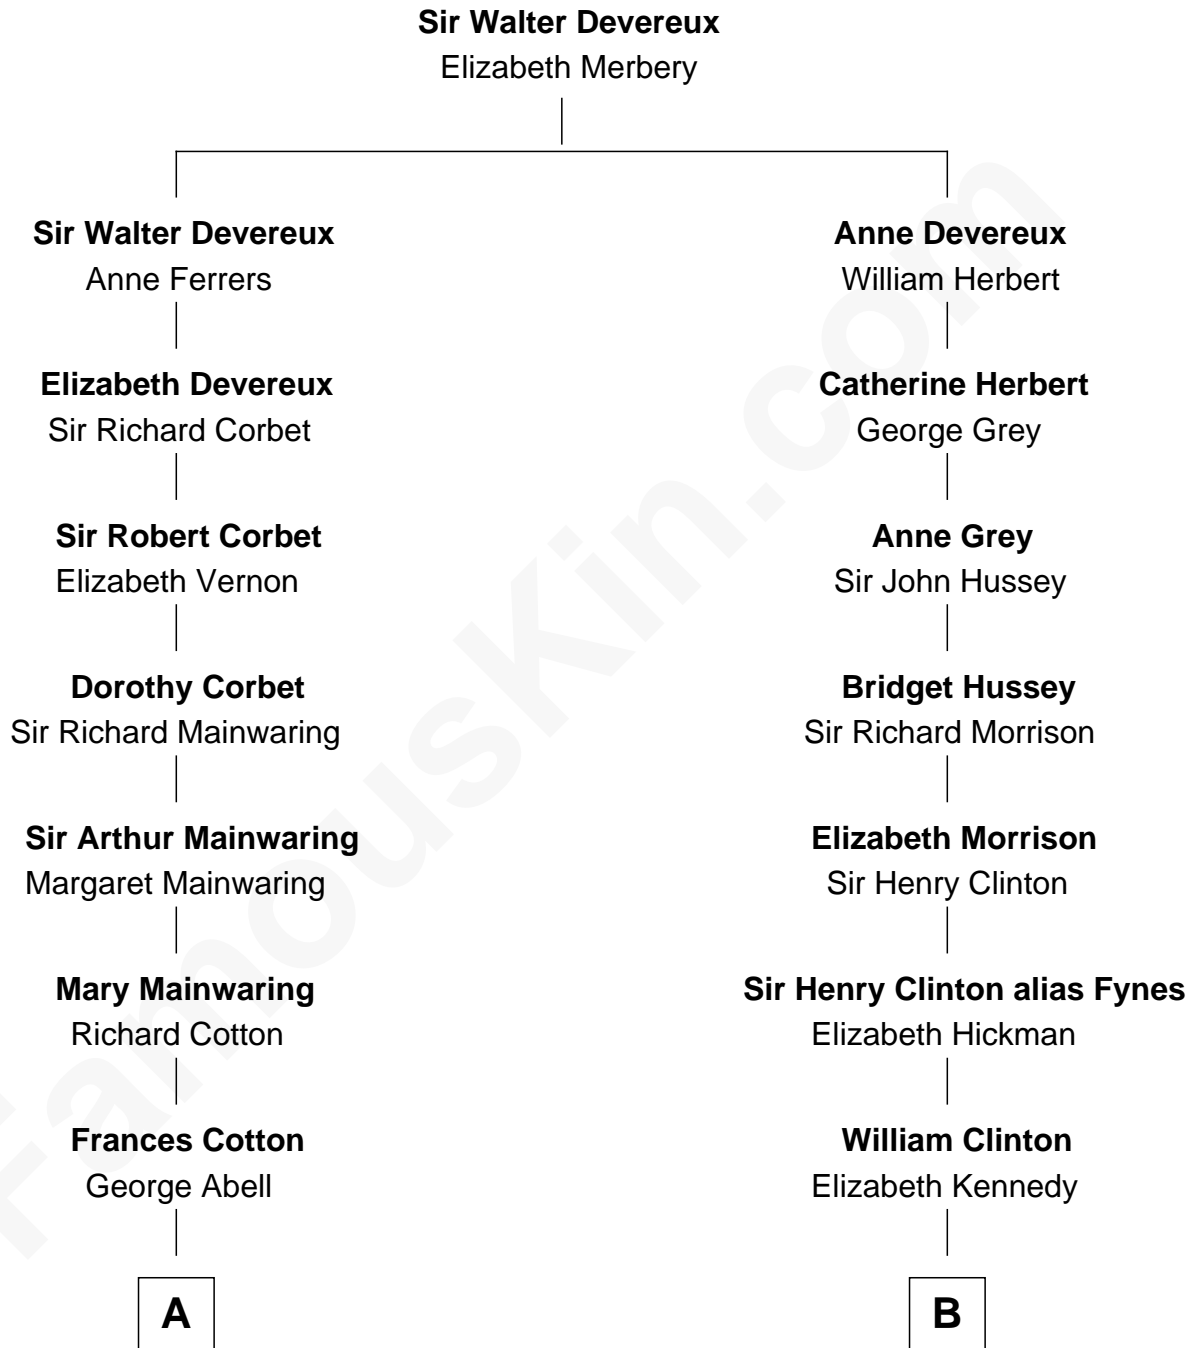 Sir Walter Devereux
Elizabeth Merbery
Sir Walter Devereux
Anne Ferrers
Anne Devereux
William Herbert
Elizabeth Devereux
Sir Richard Corbet
Catherine Herbert
George Grey
Sir Robert Corbet
Elizabeth Vernon
Anne Grey
Sir John Hussey
Dorothy Corbet
Sir Richard Mainwaring
Bridget Hussey
Sir Richard Morrison
Sir Arthur Mainwaring
Margaret Mainwaring
Elizabeth Morrison
Sir Henry Clinton
Mary Mainwaring
Richard Cotton
Sir Henry Clinton alias Fynes
Elizabeth Hickman
Frances Cotton
George Abell
William Clinton
Elizabeth Kennedy
A
B
FamousKin.com